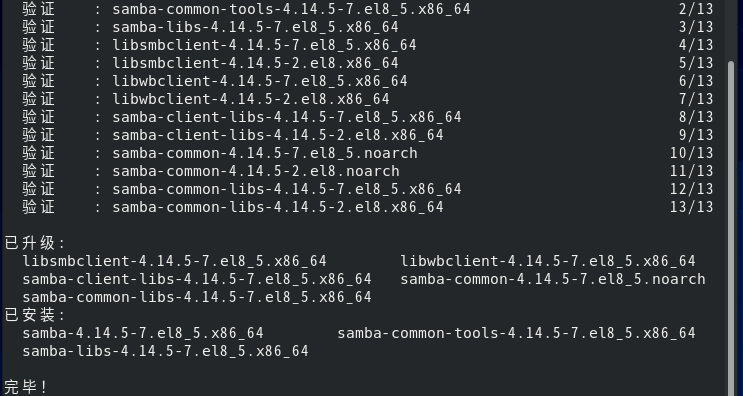 验证 : samba-common-tools-4.14.5-7.el8_5.x86_64 2/13
验证 : samba-libs-4.14.5-7.el8_5.x86_64 3/13
验证 : libsmbclient-4.14.5-7.el8_5.x86_64 4/13
验证 : libsmbclient-4.14.5-2.el8.x86_64 5/13
验证 : libwbclient-4.14.5-7.el8_5.x86_64 6/13
验证 : libwbclient-4.14.5-2.el8.x86_64 7/13
验证 : samba-client-libs-4.14.5-7.el8_5.x86_64 8/13
验证 : samba-client-libs-4.14.5-2.el8.x86_64 9/13
验证 : samba-common-4.14.5-7.el8_5.noarch 10/13
验证 : samba-common-4.14.5-2.el8.noarch 11/13
验证 : samba-common-libs-4.14.5-7.el8_5.x86_64 12/13
验证 : samba-common-libs-4.14.5-2.el8.x86_64 13/13
已升级:
libsmbclient-4.14.5-7.el8_5.x86_64 libwbclient-4.14.5-7.el8_5.x86_64
samba-client-libs-4.14.5-7.el8_5.x86_64 samba-common-4.14.5-7.el8_5.noarch
samba-common-libs-4.14.5-7.el8_5.x86_64
已安装:
samba-4.14.5-7.el8_5.x86_64 samba-common-tools-4.14.5-7.el8_5.x86_64
samba-libs-4.14.5-7.el8_5.x86_64
完毕!